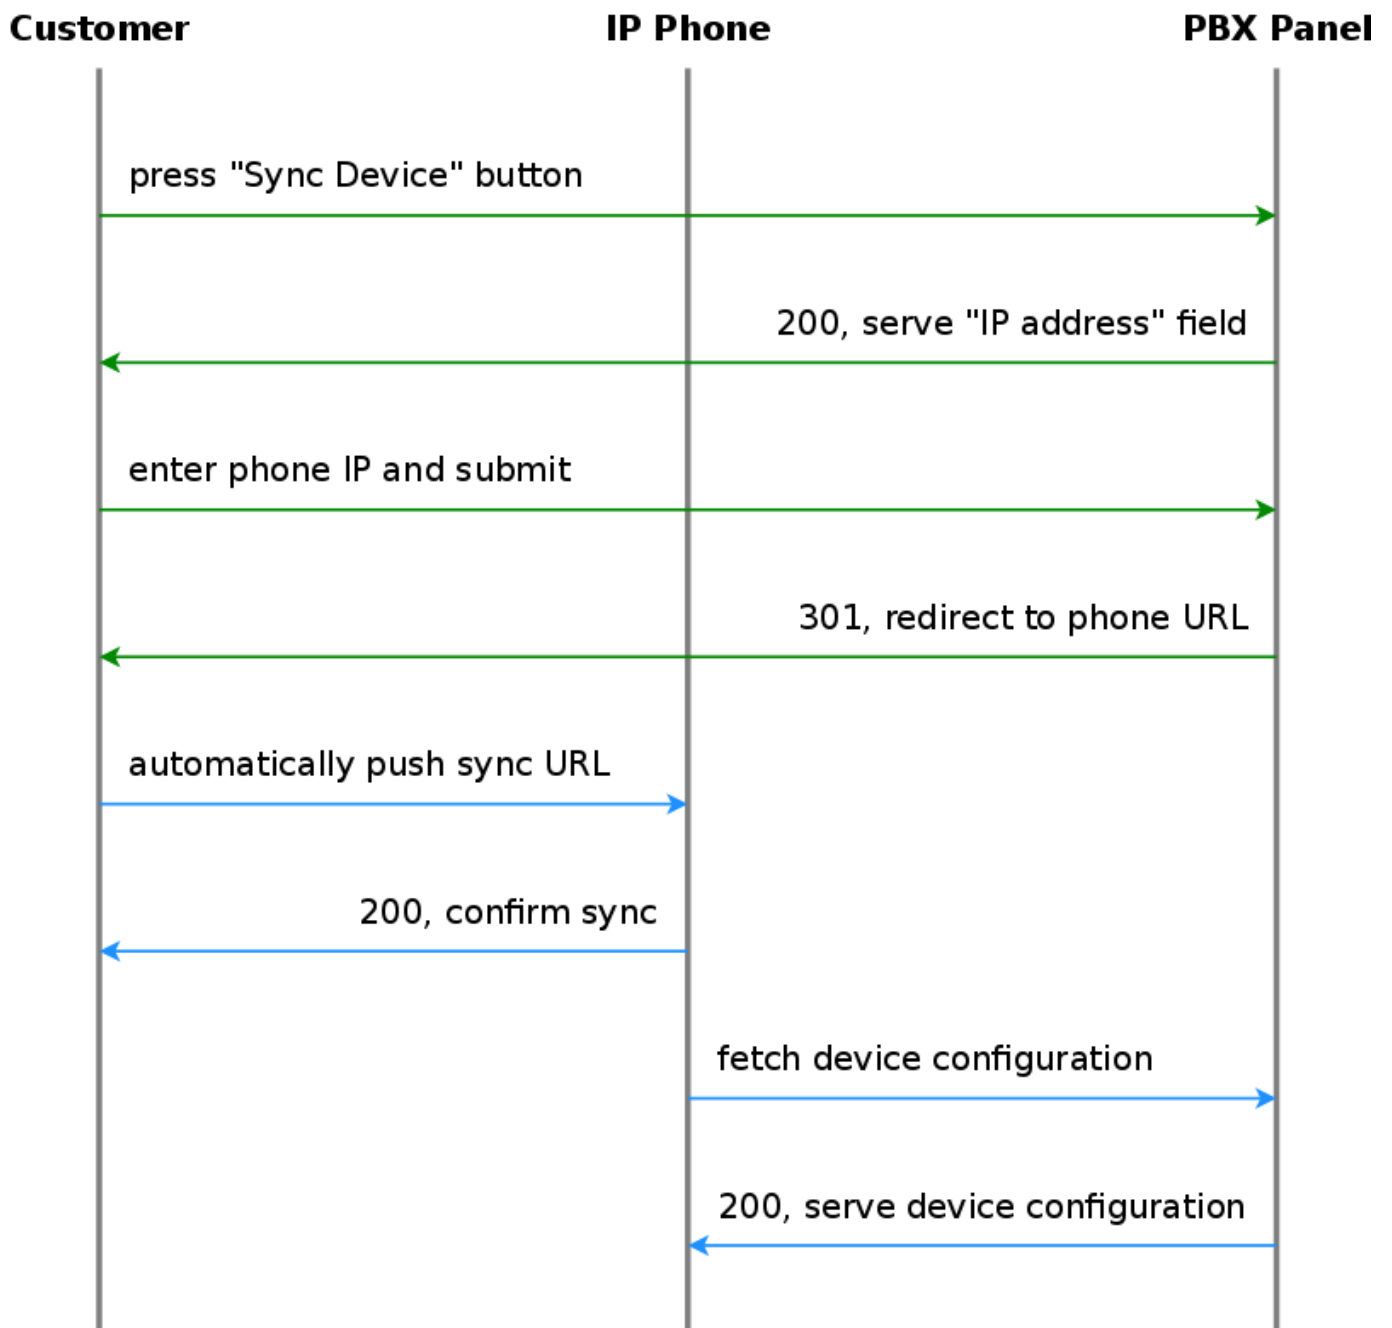 Customer IP Phone PBX Panel
press "Sync Device" button
200, serve "IP address" field
enter phone IP and submit
301, redirect to phone URL
automatically push sync URL
200, confirm sync
fetch device configuration
200, serve device configuration